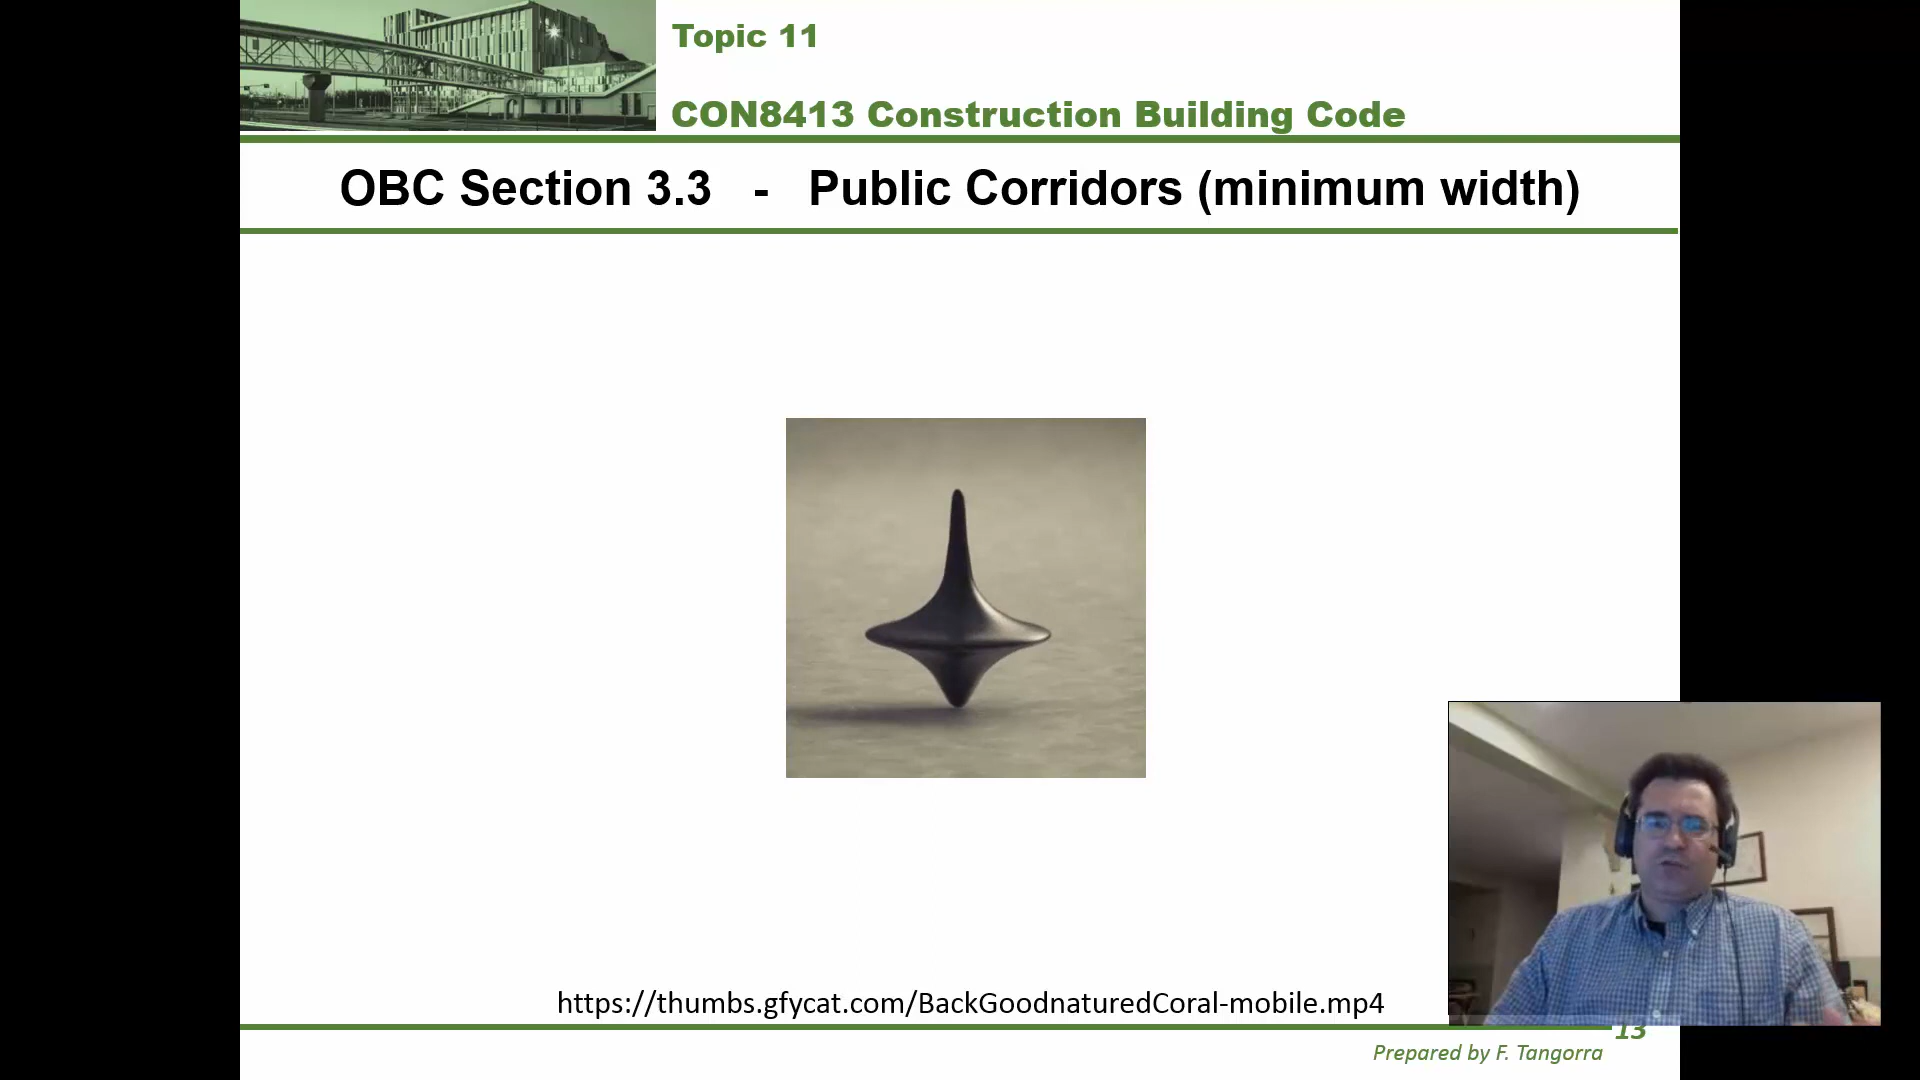 Topic 11
CON8413 Construction Building Code
OBC Section 3.3 - Public Corridors (minimum width)
https://thumbs.gfycat.com/BackGoodnaturedCoral-mobile.mp4
13
Prepared by F. Tangorra